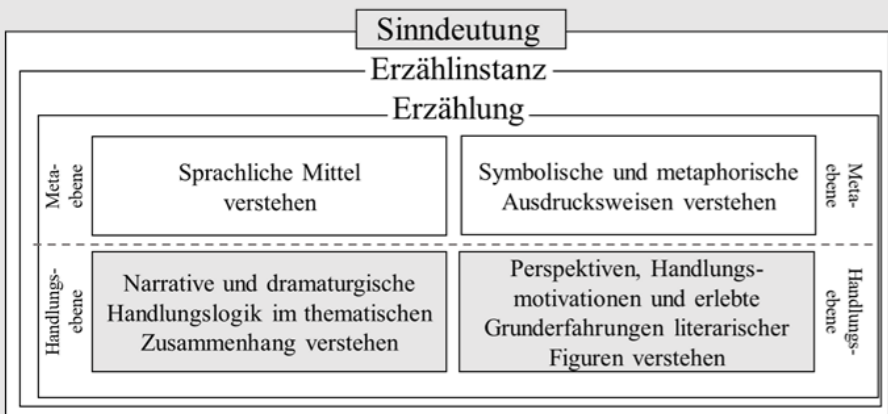 Sinndeutung
Erzählinstanz
Erzählung
Meta-
ebene
Sprachliche Mittel
verstehen
Symbolische und metaphorische
Ausdrucksweisen verstehen
Meta-
ebene
Handlungs-
ebene
Narrative und dramaturgische
Handlungslogik im thematischen
Zusammenhang verstehen
Perspektiven, Handlungs-
motivationen und erlebte
Grunderfahrungen literarischer
Figuren verstehen
Handlungs-
ebene